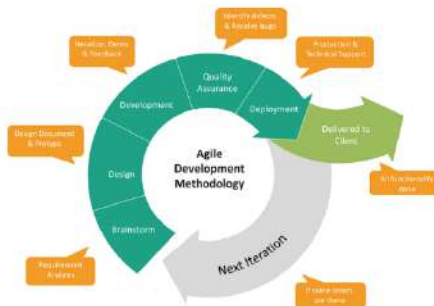 Identify defects
& Resolve bugs
Iteration, Demo
& Feedback
Production &
Technical Support
Quality
Assurance
Development
Deployment
Delivered to
Client
Design Document
& Prototype
Agile
Development
Methodology
Design
All functionality
done
Brainstorm
Next Iteration
Requirement
Analysis